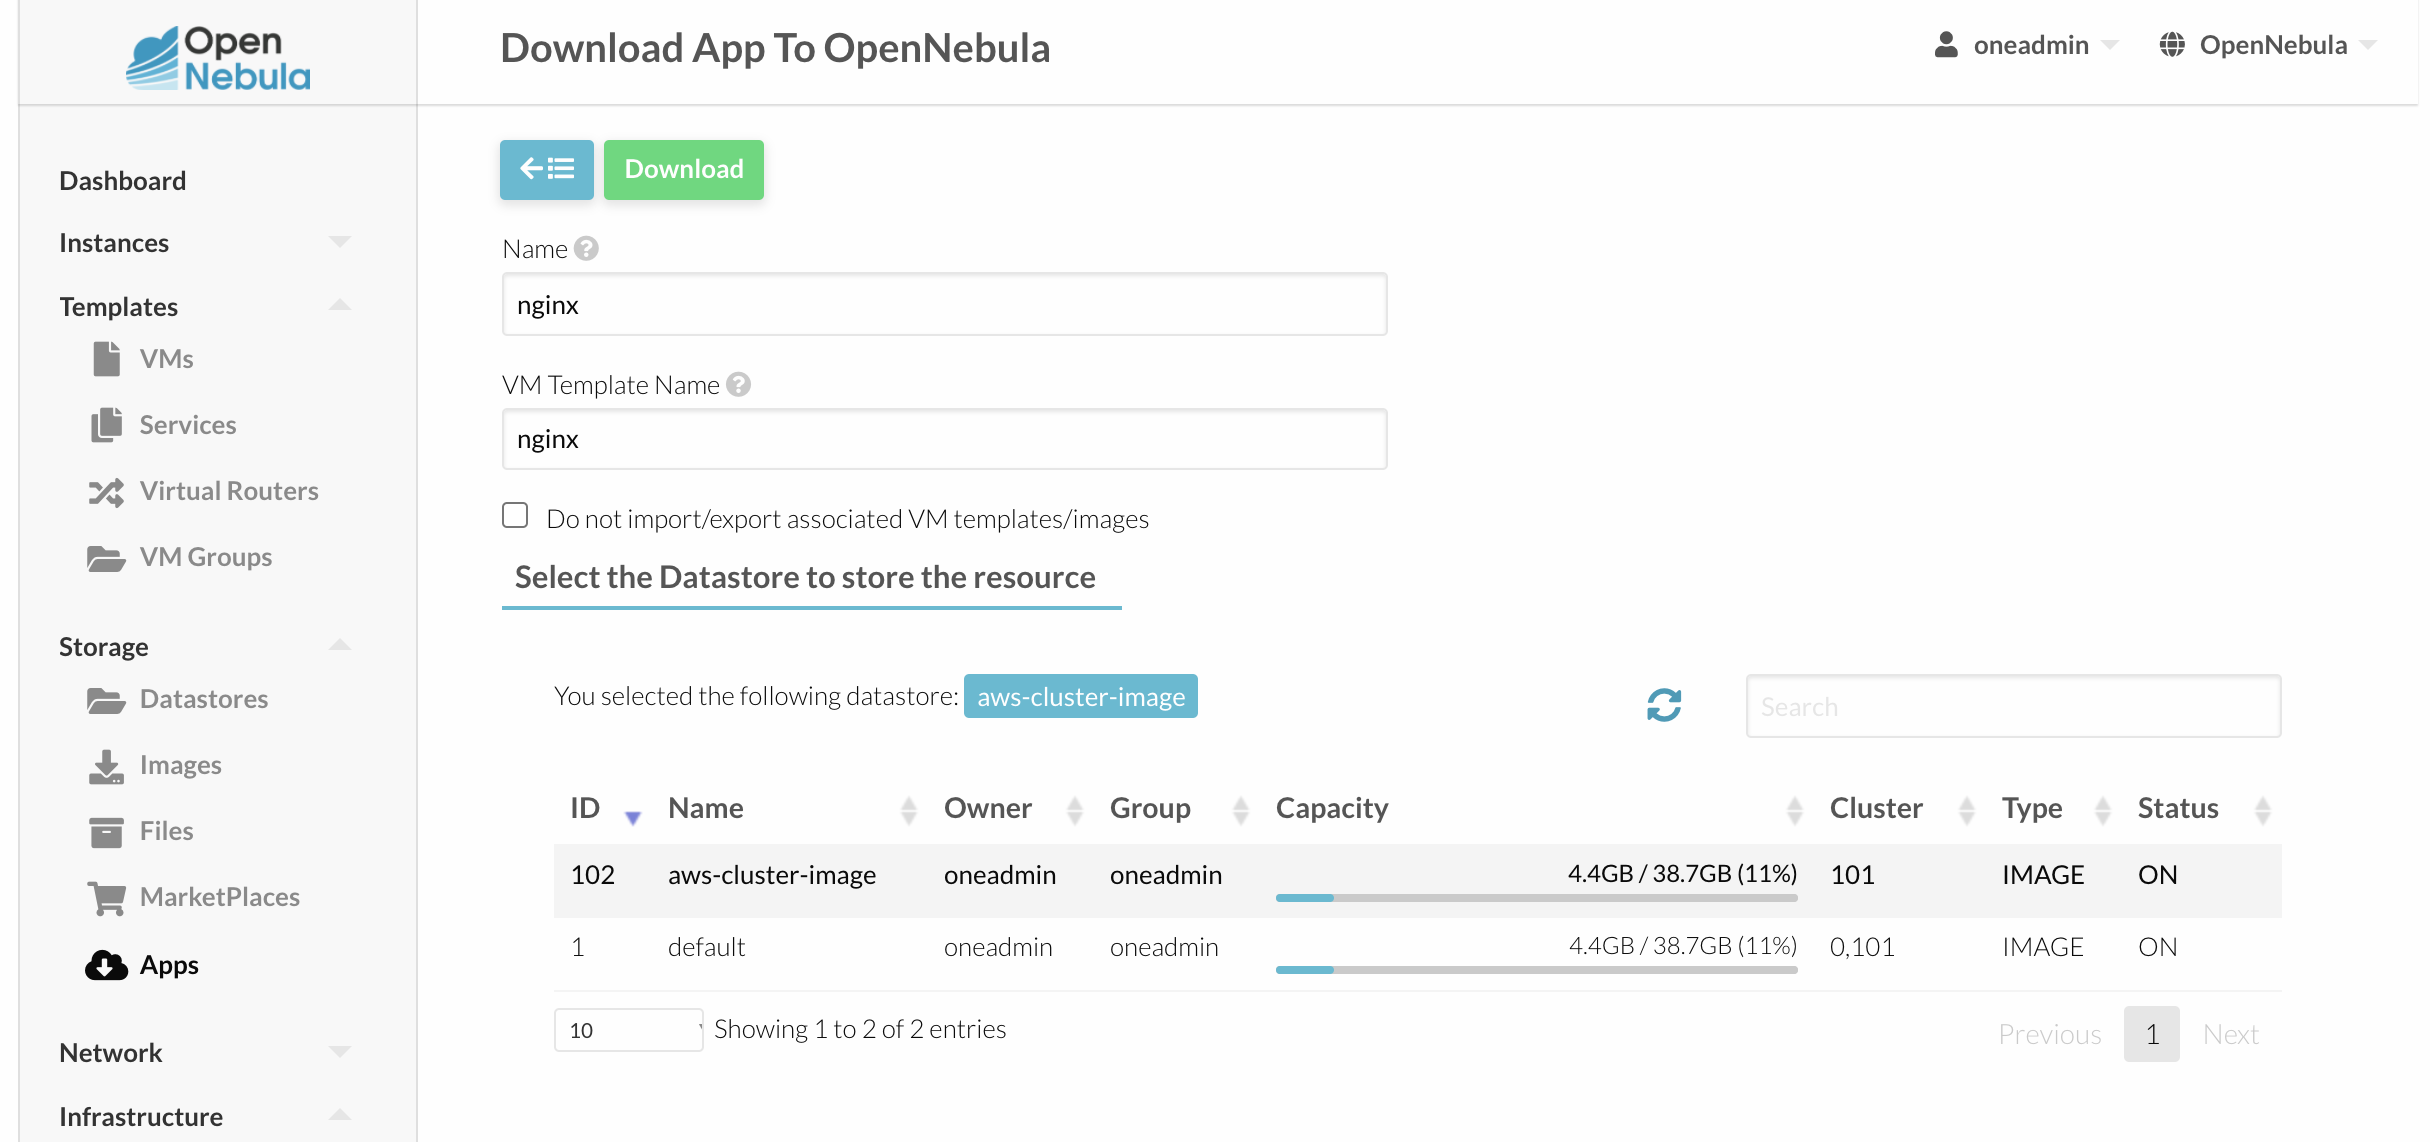 Open
Nebula
Download App To OpenNebula
oneadmin
OpenNebula
Dashboard
Instances
Templates
VMs
Services
Virtual Routers
VM Groups
Storage
Datastores
Images
Files
MarketPlaces
Apps
Network
Infrastructure
Download
Name ?
nginx
VM Template Name ?
nginx
Do not import/export associated VM templates/images
Select the Datastore to store the resource
You selected the following datastore: aws-cluster-image
Search
ID Name Owner Group Capacity Cluster Type Status
102 aws-cluster-image oneadmin oneadmin 4.4GB / 38.7GB (11%) 101 IMAGE ON
1 default oneadmin oneadmin 4.4GB / 38.7GB (11%) 0,101 IMAGE ON
10 Showing 1 to 2 of 2 entries
Previous 1 Next